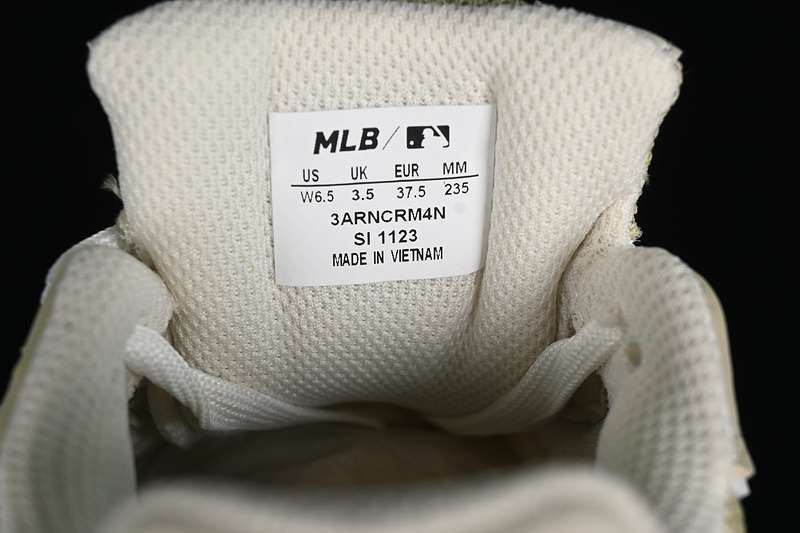 MLB/
US UK EUR MM
W6.5 3.5 37.5 235
3ARNCRM4N
SI 1123
MADE IN VIETNAM